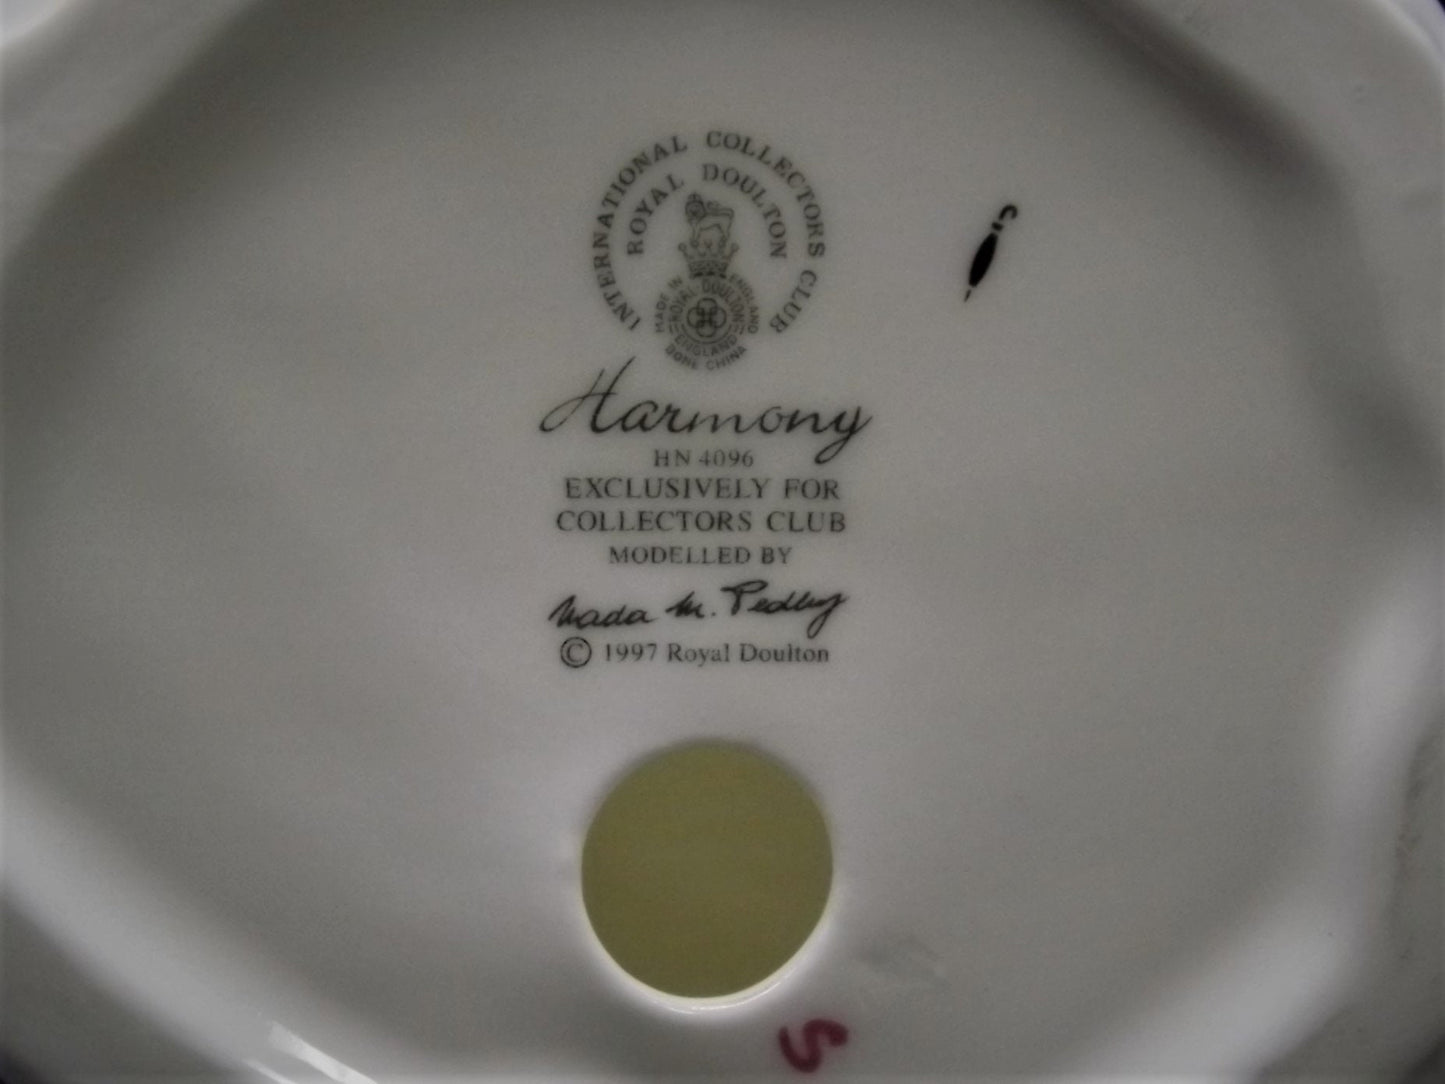 INTERNATIONAL COLLECTORS CLUB
ROYAL DOULTON
MADE IN ENGLAND
ROYAL DOULTON
ENGLAND
BONE CHINA
Harmony
HN 4096
EXCLUSIVELY FOR
COLLECTORS CLUB
MODELLED BY
Nada M. Pedley
© 1997 Royal Doulton
S